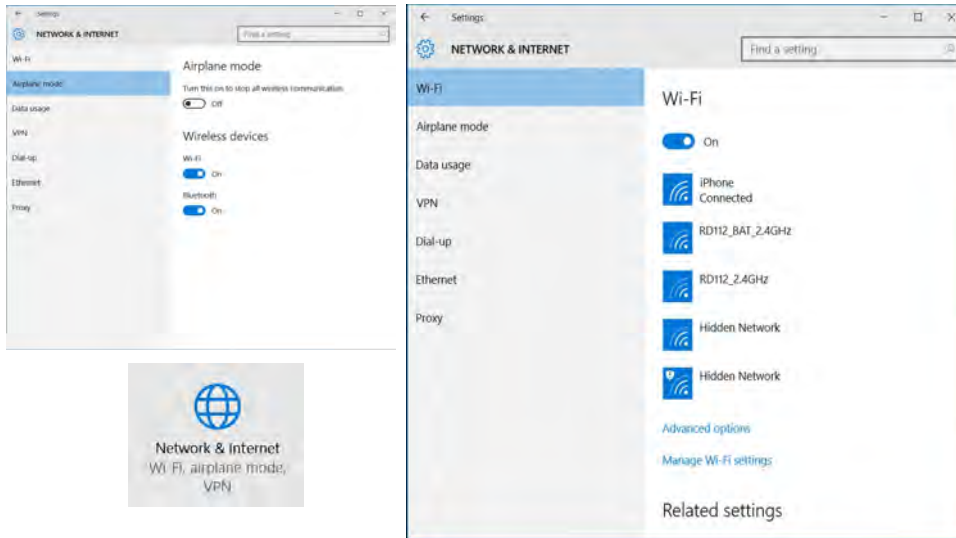 Settings
NETWORK & INTERNET
Find a setting
Wi-Fi
Airplane mode
Data usage
VPN
Dial-up
Ethernet
Proxy
Airplane mode
Turn this on to stop all wireless communication
Off
Wireless devices
Wi-Fi
On
Bluetooth
On
Network & Internet
Wi-Fi, airplane mode,
VPN
Settings
NETWORK & INTERNET
Find a setting
Wi-Fi
Airplane mode
Data usage
VPN
Dial-up
Ethernet
Proxy
Wi-Fi
On
iPhone
Connected
RD112_BAT_2.4GHz
RD112_2.4GHz
Hidden Network
Hidden Network
Advanced options
Manage Wi-Fi settings
Related settings